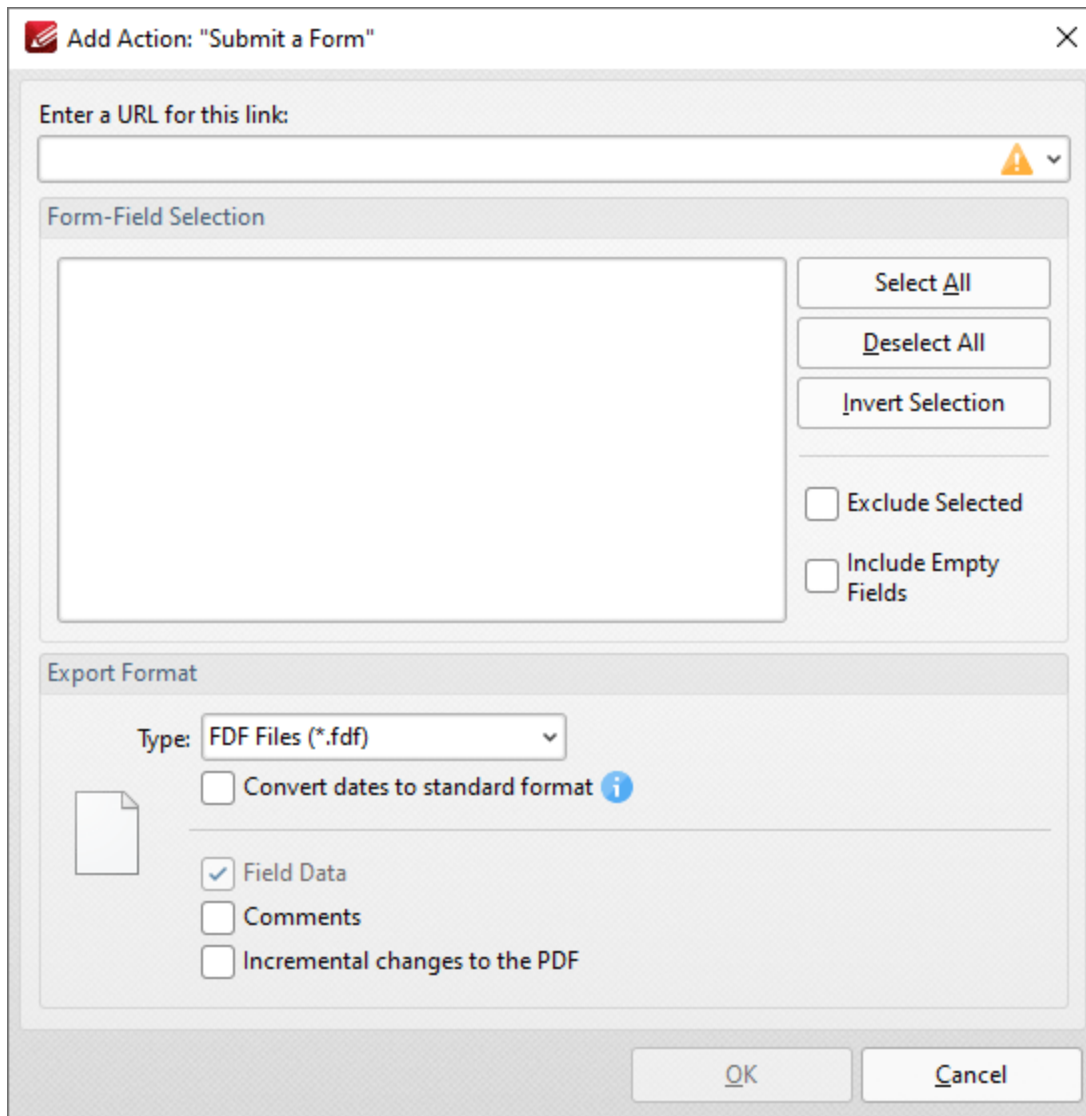 Add Action: "Submit a Form"
Enter a URL for this link:
Form-Field Selection
Select All
Deselect All
Invert Selection
Exclude Selected
Include Empty
Fields
Export Format
Type: FDF Files (*.fdf)
Convert dates to standard format
Field Data
Comments
Incremental changes to the PDF
OK Cancel